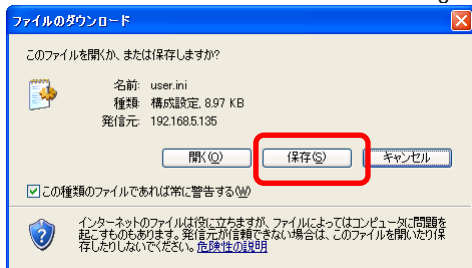 ファイルのダウンロード
このファイルを開くか、または保存しますか?
名前: user.ini
種類: 構成設定, 8.97 KB
発信元: 192.168.5.135
開く(O)
保存(S)
キャンセル
この種類のファイルであれば常に警告する(W)
インターネットのファイルは役に立ちますが、ファイルによってはコンピュータに問題を
起こすものもあります。発信元が信頼できない場合は、このファイルを開いたり保
存したりしないでください。危険性の説明